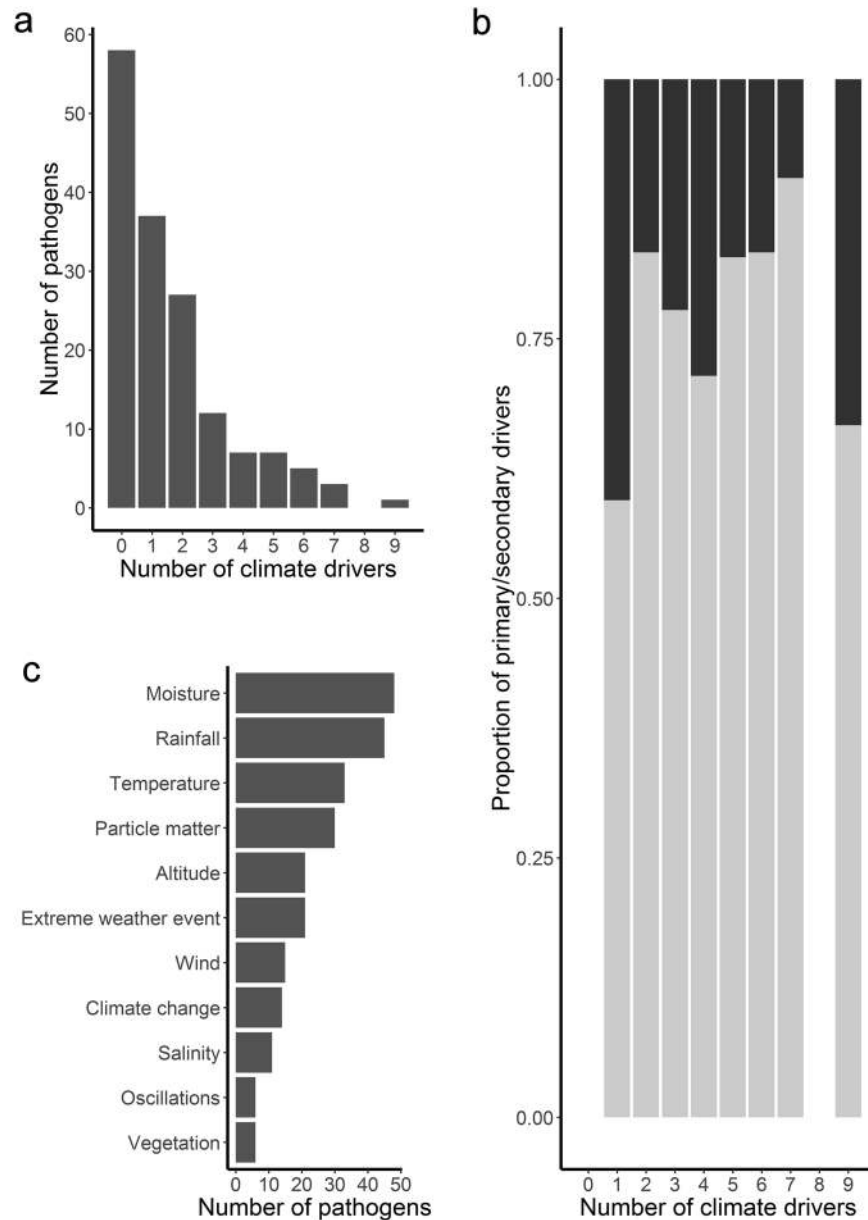 a
60
50
40
30
20
10
0
Number of pathogens
0 1 2 3 4 5 6 7 8 9
Number of climate drivers
b
1.00
0.75
0.50
0.25
0.00
Proportion of primary/secondary drivers
0 1 2 3 4 5 6 7 8 9
Number of climate drivers
c
Moisture
Rainfall
Temperature
Particle matter
Altitude
Extreme weather event
Wind
Climate change
Salinity
Oscillations
Vegetation
0 10 20 30 40 50
Number of pathogens